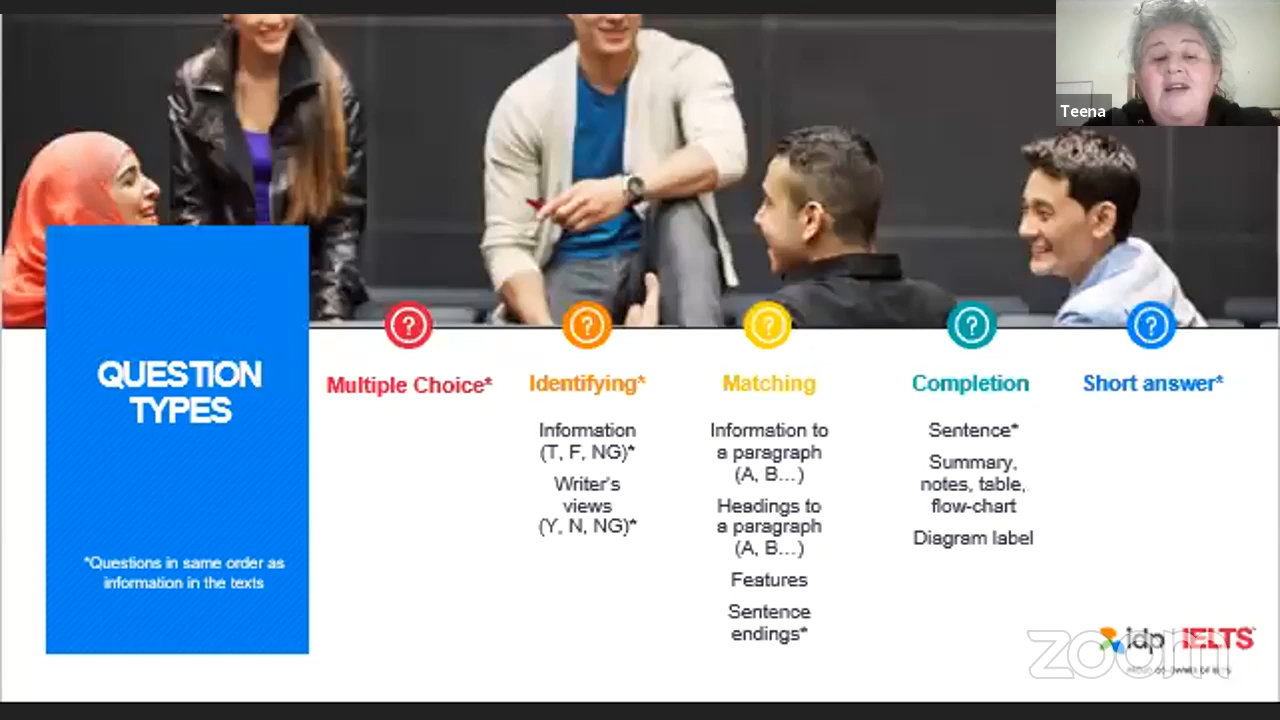 Teena
QUESTION
TYPES
*Questions in same order as
information in the texts
Multiple Choice*
Identifying*
Information
(T, F, NG)*
Writer's
views
(Y, N, NG)*
Matching
Information to
a paragraph
(A, B...)
Headings to
a paragraph
(A, B...)
Features
Sentence
endings*
Completion
Sentence*
Summary,
notes, table,
flow-chart
Diagram label
Short answer*
idp IELTS
zoom